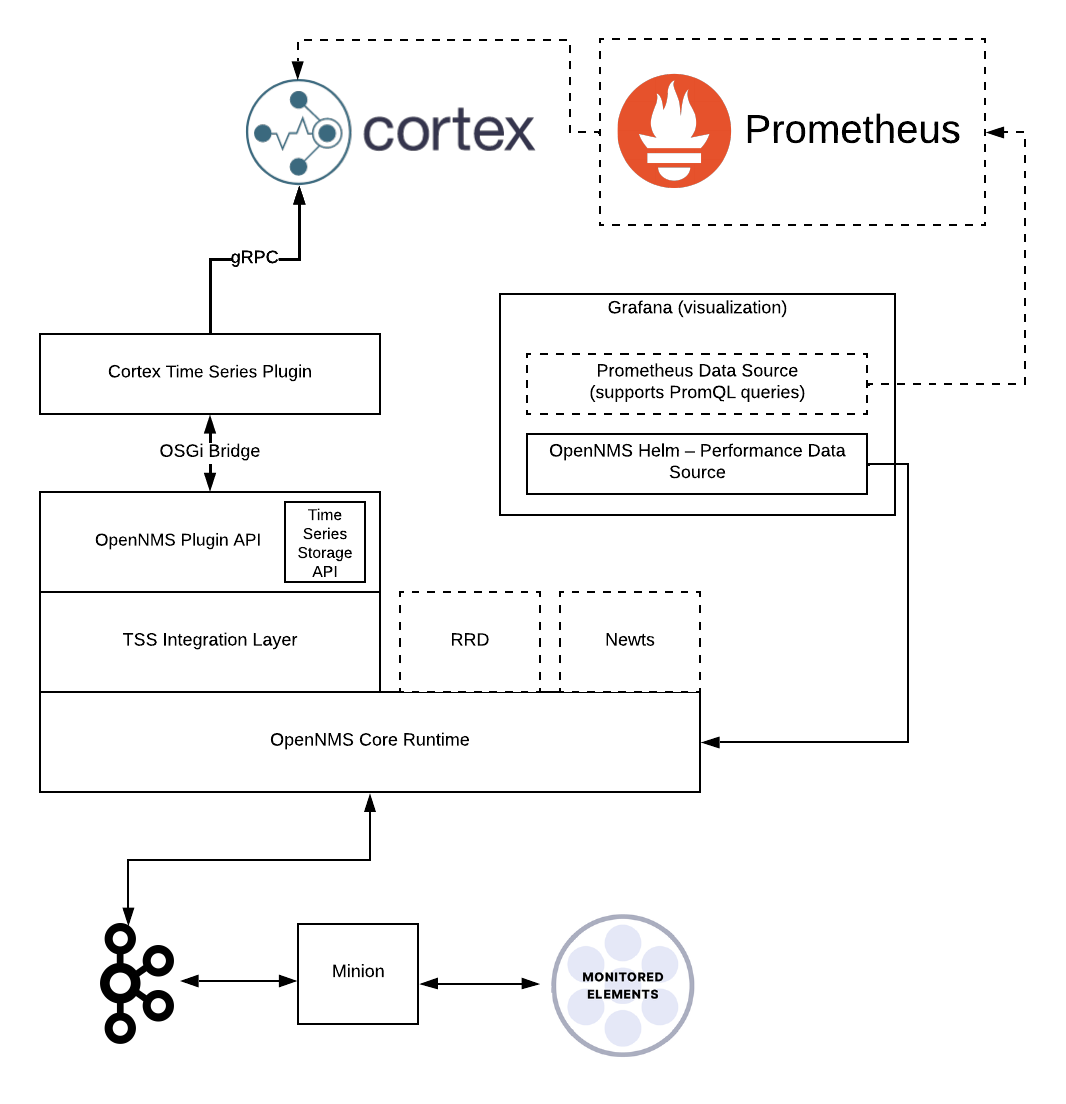 cortex
Prometheus
gRPC
Grafana (visualization)
Prometheus Data Source
(supports PromQL queries)
Cortex Time Series Plugin
OpenNMS Helm – Performance Data
Source
OSGi Bridge
OpenNMS Plugin API
Time
Series
Storage
API
TSS Integration Layer
RRD
Newts
OpenNMS Core Runtime
Minion
MONITORED
ELEMENTS